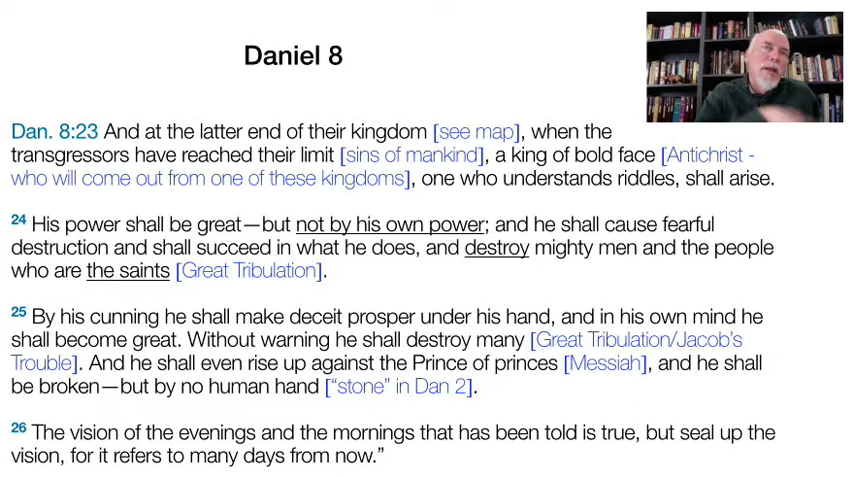 Daniel 8
Dan. 8:23 And at the latter end of their kingdom [see map], when the
transgressors have reached their limit [sins of mankind], a king of bold face [Antichrist -
who will come out from one of these kingdoms], one who understands riddles, shall arise.
24 His power shall be great—but not by his own power; and he shall cause fearful
destruction and shall succeed in what he does, and destroy mighty men and the people
who are the saints [Great Tribulation].
25 By his cunning he shall make deceit prosper under his hand, and in his own mind he
shall become great. Without warning he shall destroy many [Great Tribulation/Jacob's
Trouble]. And he shall even rise up against the Prince of princes [Messiah], and he shall
be broken—but by no human hand ["stone" in Dan 2].
26 The vision of the evenings and the mornings that has been told is true, but seal up the
vision, for it refers to many days from now.”